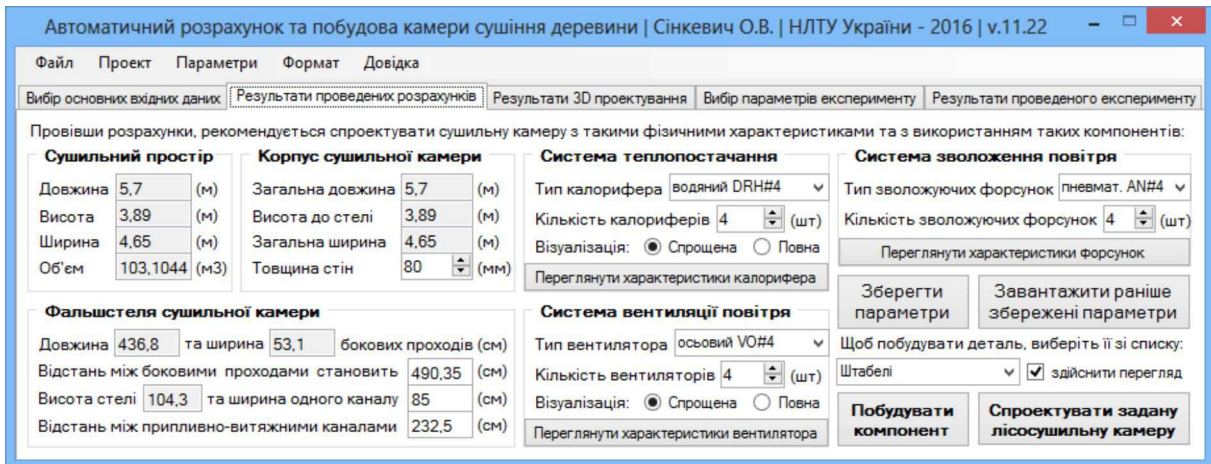 Автоматичний розрахунок та побудова камери сушіння деревини | Сінкевич О.В. | НЛТУ України - 2016 | v.11.22
Файл Проект Параметри Формат Довідка
Вибір основних вхідних даних Результати проведених розрахунків Результати 3D проектування Вибір параметрів експерименту Результати проведеного експерименту
Провівши розрахунки, рекомендується спроектувати сушильну камеру з такими фізичними характеристиками та з використанням таких компонентів:
Сушильний простір
Довжина 5,7 (м)
Висота 3,89 (м)
Ширина 4,65 (м)
Об'єм 103,1044 (м3)
Корпус сушильної камери
Загальна довжина 5,7 (м)
Висота до стелі 3,89 (м)
Загальна ширина 4,65 (м)
Товщина стін 80 (мм)
Фальшстеля сушильної камери
Довжина 436,8 та ширина 53,1 бокових проходів (см)
Відстань між боковими проходами становить 490,35 (см)
Висота стелі 104,3 та ширина одного каналу 85 (см)
Відстань між припливно-витяжними каналами 232,5 (см)
Система теплопостачання
Тип калорифера водяний DRH#4
Кількість калориферів 4 (шт)
Візуалізація: Спрощена Повна
Переглянути характеристики калорифера
Система вентиляції повітря
Тип вентилятора осьовий VO#4
Кількість вентиляторів 4 (шт)
Візуалізація: Спрощена Повна
Переглянути характеристики вентилятора
Система зволоження повітря
Тип зволожуючих форсунок пневмат. AN#4
Кількість зволожуючих форсунок 4 (шт)
Переглянути характеристики форсунок
Зберегти параметри
Завантажити раніше збережені параметри
Щоб побудувати деталь, виберіть її зі списку:
Штабелі здійснити перегляд
Побудувати компонент
Спроектувати задану лісосушильну камеру